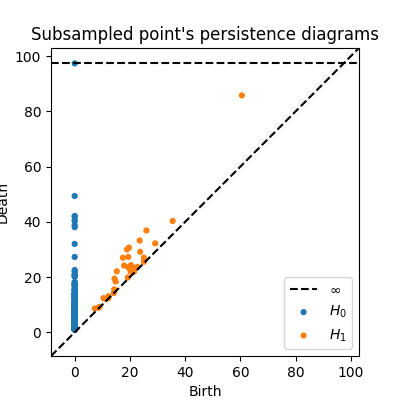 Subsampled point's persistence diagrams
100
80
60
40
20
0
Death
0 20 40 60 80 100
Birth
∞
H₀
H₁